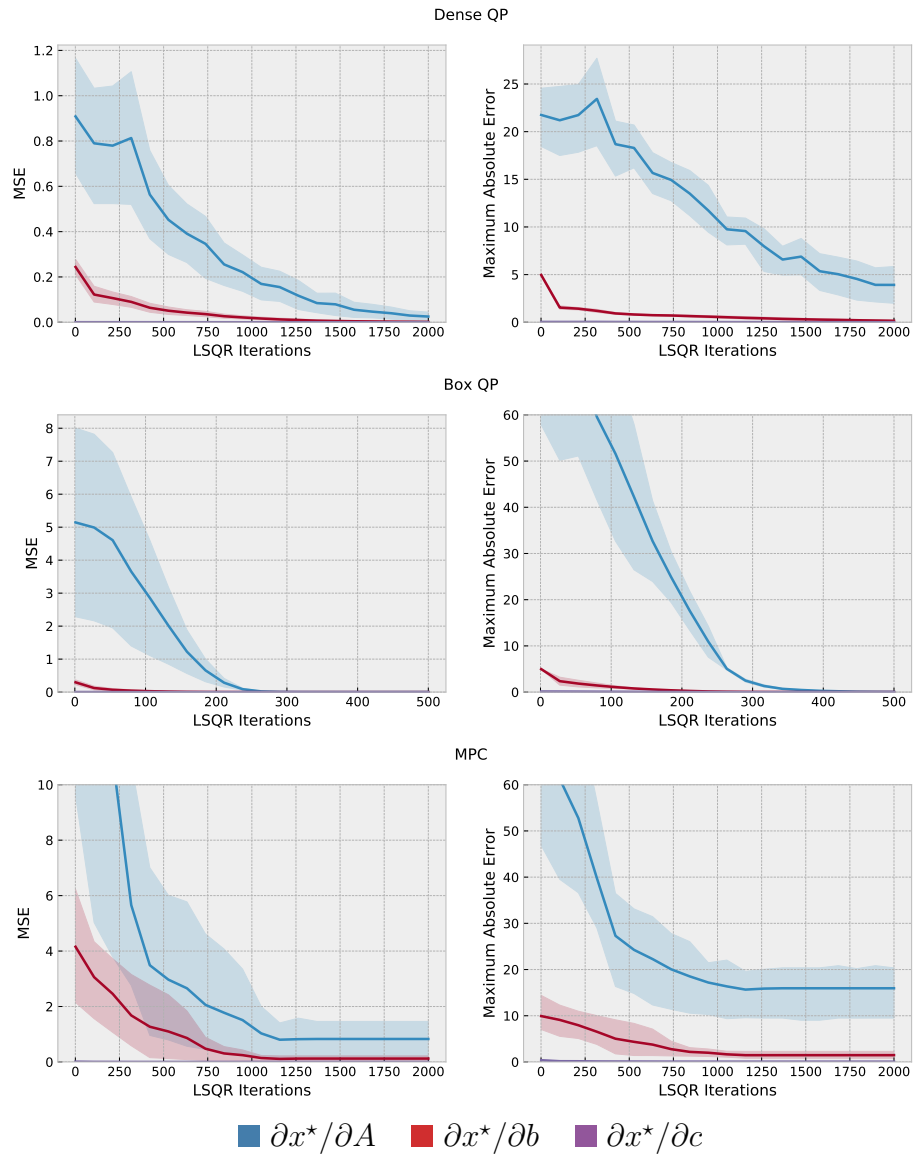 Dense QP
1.2
1.0
0.8
0.6
0.4
0.2
0.0
MSE
0 250 500 750 1000 1250 1500 1750 2000
LSQR Iterations
25
20
15
10
5
0
Maximum Absolute Error
0 250 500 750 1000 1250 1500 1750 2000
LSQR Iterations
Box QP
8
7
6
5
4
3
2
1
0
MSE
0 100 200 300 400 500
LSQR Iterations
60
50
40
30
20
10
0
Maximum Absolute Error
0 100 200 300 400 500
LSQR Iterations
MPC
10
8
6
4
2
0
MSE
0 250 500 750 1000 1250 1500 1750 2000
LSQR Iterations
60
50
40
30
20
10
0
Maximum Absolute Error
0 250 500 750 1000 1250 1500 1750 2000
LSQR Iterations
∂x⋆/∂A ∂x⋆/∂b ∂x⋆/∂c